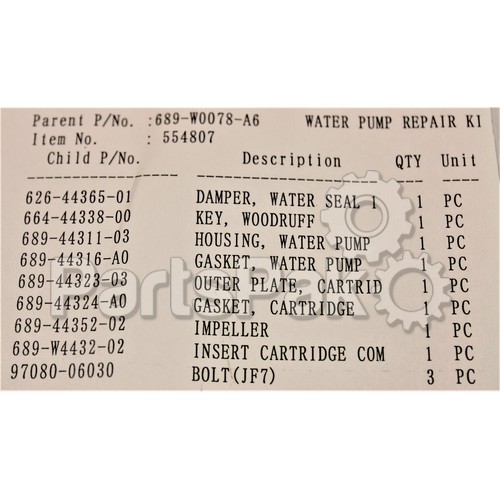 Parent P/No. :689-W0078-A6 WATER PUMP REPAIR KI
Item No. : 554807
Child P/No. Description QTY Unit
626-44365-01 DAMPER, WATER SEAL 1 1 PC
664-44338-00 KEY, WOODRUFF 1 PC
689-44311-03 HOUSING, WATER PUMP 1 PC
689-44316-A0 GASKET, WATER PUMP 1 PC
689-44323-03 OUTER PLATE, CARTRID 1 PC
689-44324-A0 GASKET, CARTRIDGE 1 PC
689-44352-02 IMPELLER 1 PC
689-W4432-02 INSERT CARTRIDGE COM 1 PC
97080-06030 BOLT(JF7) 3 PC
PartsPak